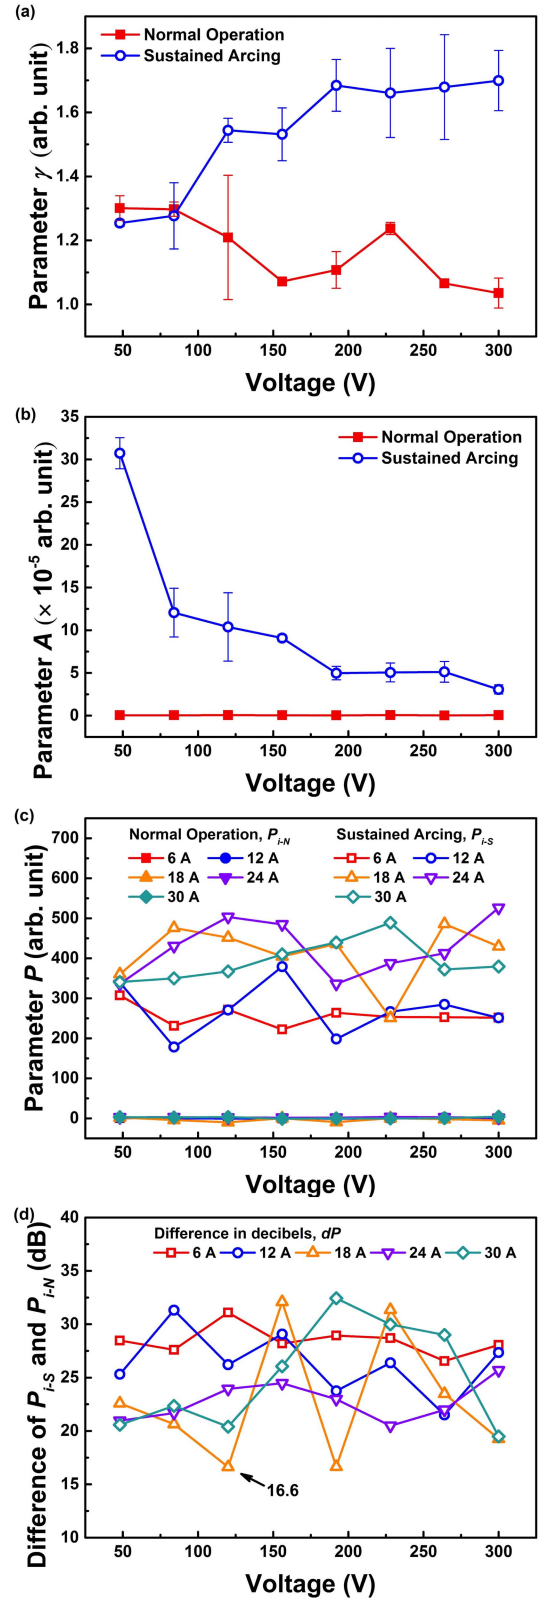 (a)
Normal Operation
Sustained Arcing
Parameter γ (arb. unit)
1.8
1.6
1.4
1.2
1.0
50 100 150 200 250 300
Voltage (V)
(b)
Normal Operation
Sustained Arcing
Parameter A (× 10⁻⁵ arb. unit)
35
30
25
20
15
10
5
0
50 100 150 200 250 300
Voltage (V)
(c)
Normal Operation, Pi-N
6 A 12 A
18 A 24 A
30 A
Sustained Arcing, Pi-S
6 A 12 A
18 A 24 A
30 A
Parameter P (arb. unit)
700
600
500
400
300
200
100
0
50 100 150 200 250 300
Voltage (V)
(d)
Difference in decibels, dP
6 A 12 A 18 A 24 A 30 A
Difference of Pi-S and Pi-N (dB)
40
35
30
25
20
15
10
16.6
50 100 150 200 250 300
Voltage (V)